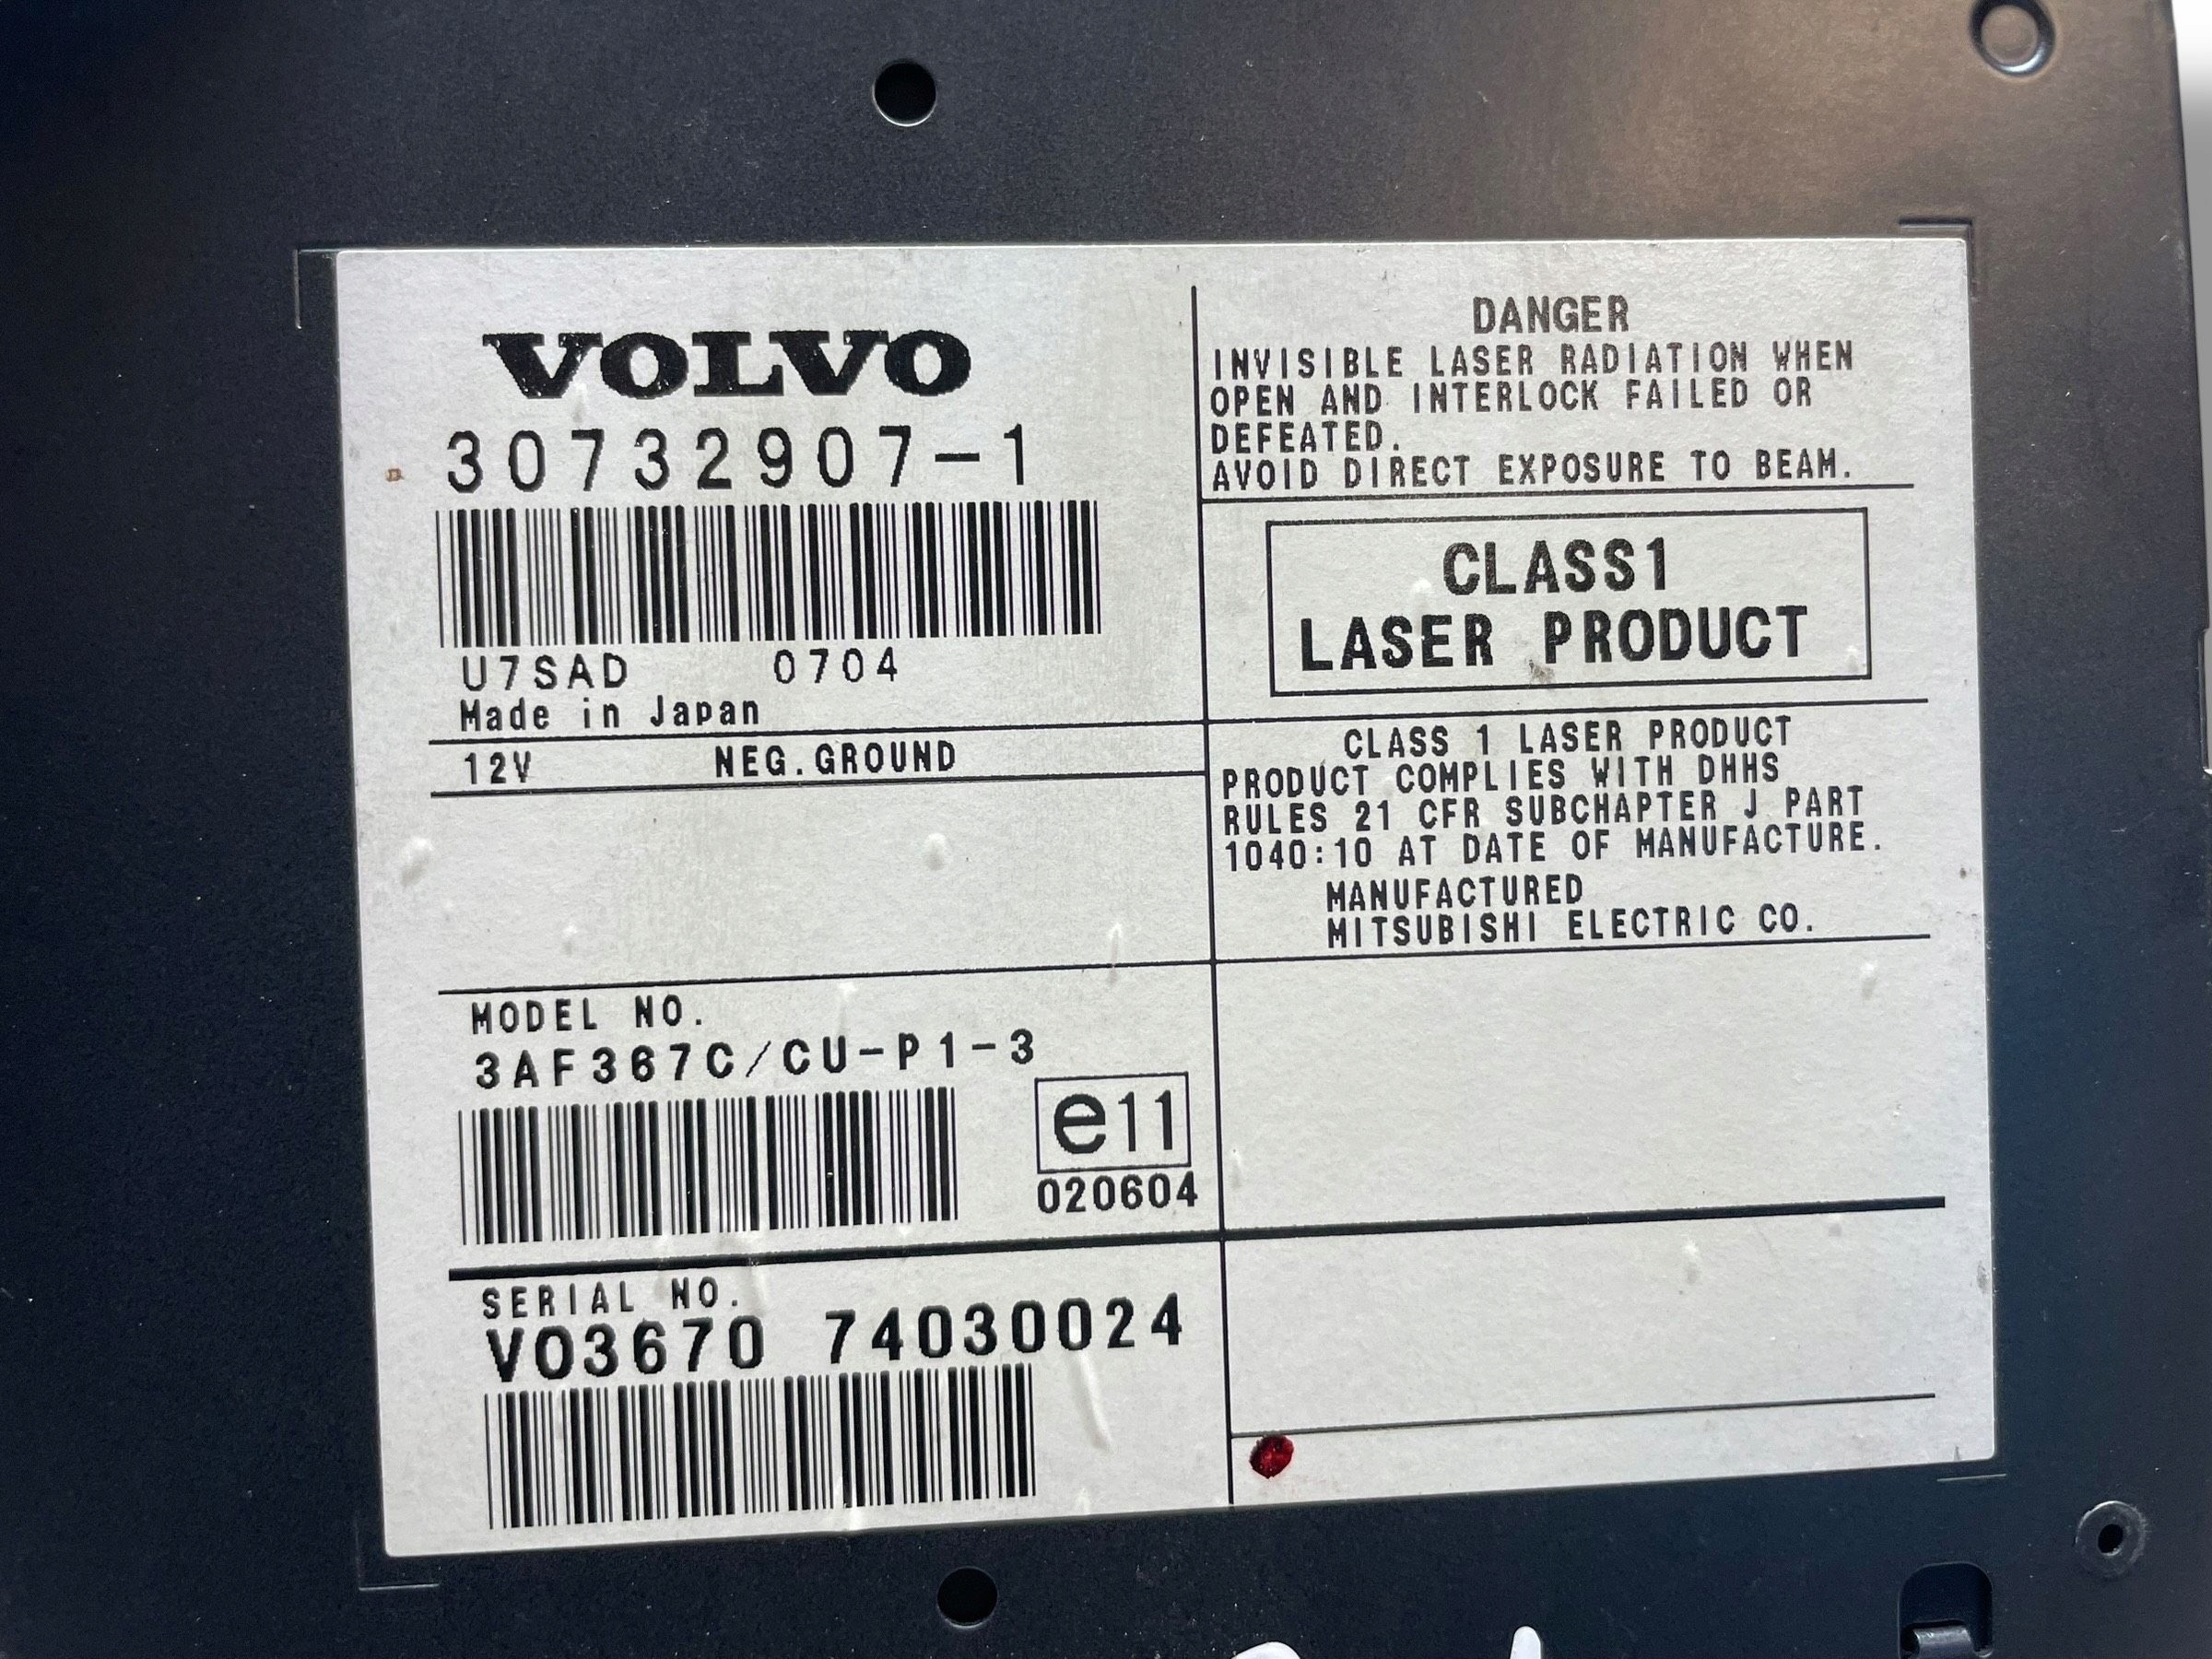 VOLVO
30732907-1
U7SAD 0704
Made in Japan
12V NEG.GROUND
MODEL NO.
3AF367C/CU-P1-3
e11
020604
SERIAL NO.
VO3670 74030024
DANGER
INVISIBLE LASER RADIATION WHEN
OPEN AND INTERLOCK FAILED OR
DEFEATED.
AVOID DIRECT EXPOSURE TO BEAM.
CLASS1
LASER PRODUCT
CLASS 1 LASER PRODUCT
PRODUCT COMPLIES WITH DHHS
RULES 21 CFR SUBCHAPTER J PART
1040:10 AT DATE OF MANUFACTURE.
MANUFACTURED
MITSUBISHI ELECTRIC CO.